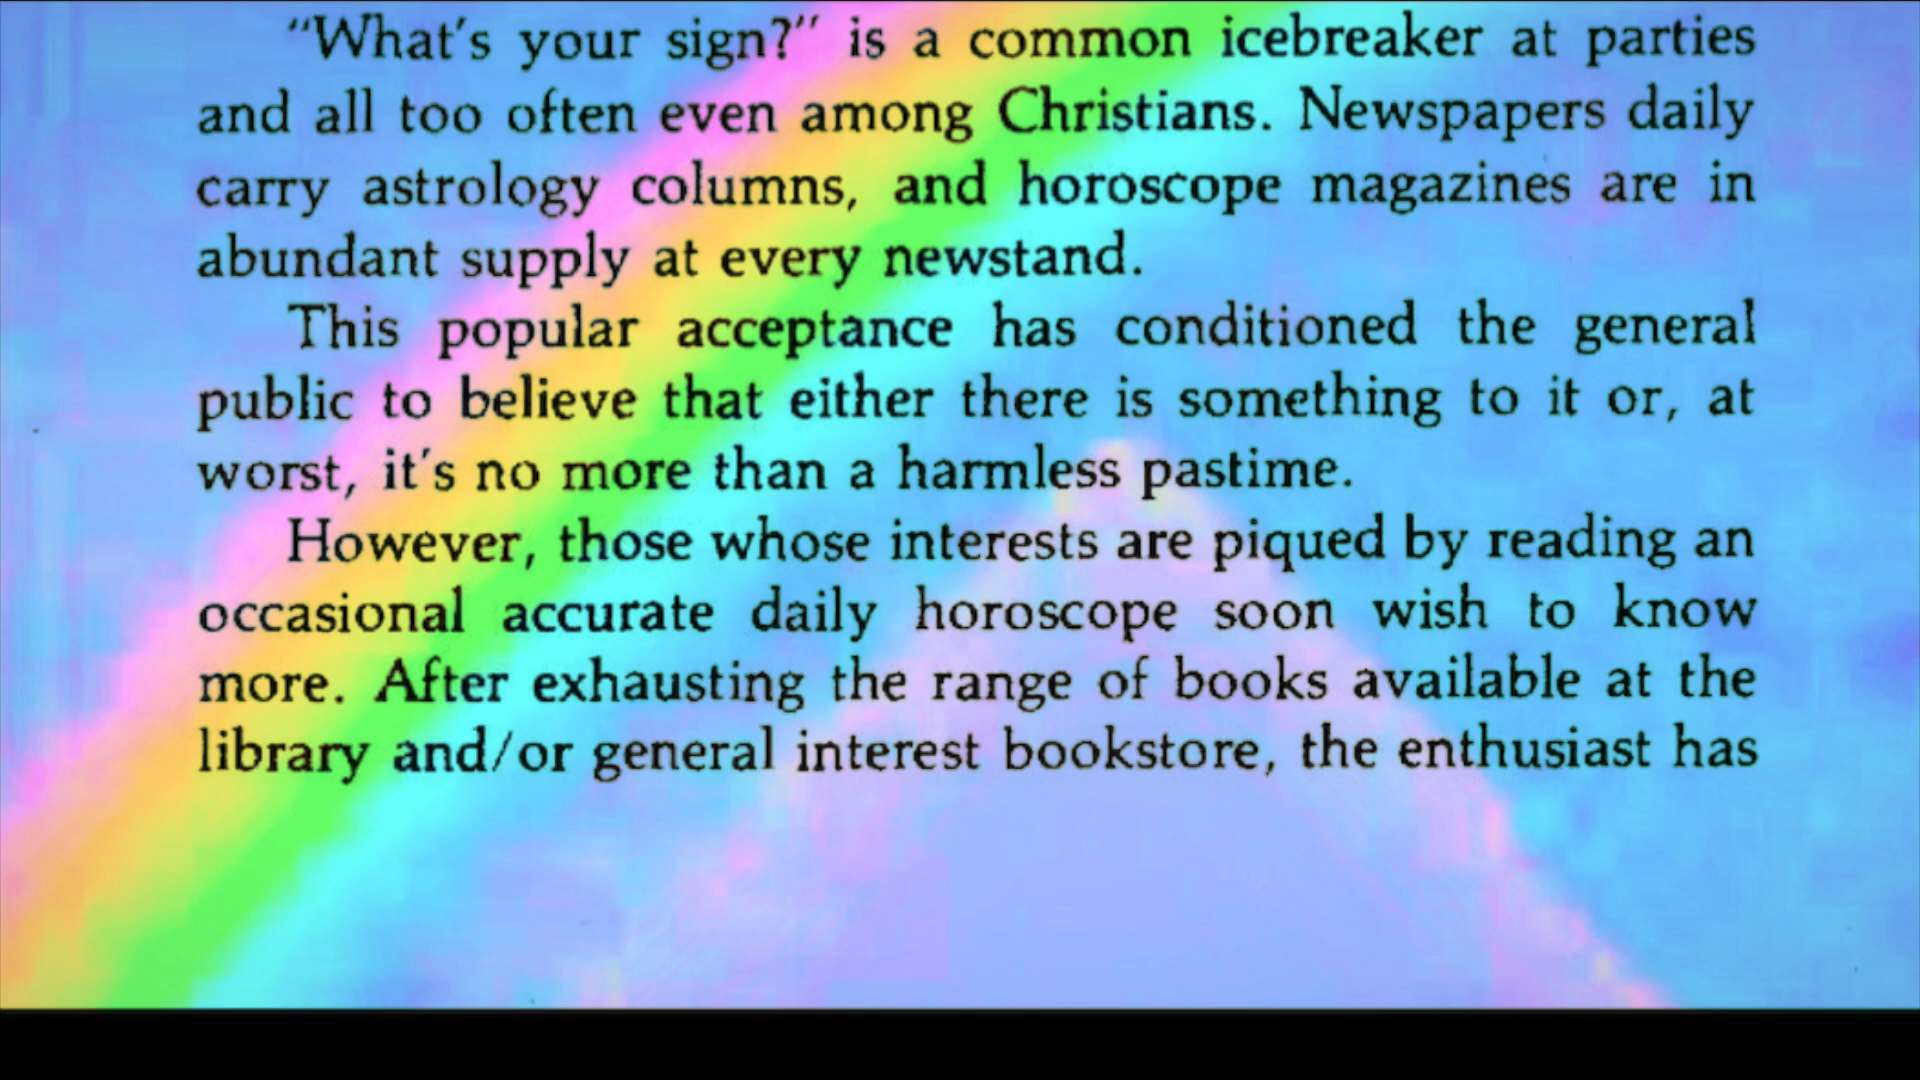 "What's your sign?" is a common icebreaker at parties
and all too often even among Christians. Newspapers daily
carry astrology columns, and horoscope magazines are in
abundant supply at every newstand.
This popular acceptance has conditioned the general
public to believe that either there is something to it or, at
worst, it's no more than a harmless pastime.
However, those whose interests are piqued by reading an
occasional accurate daily horoscope soon wish to know
more. After exhausting the range of books available at the
library and/or general interest bookstore, the enthusiast has